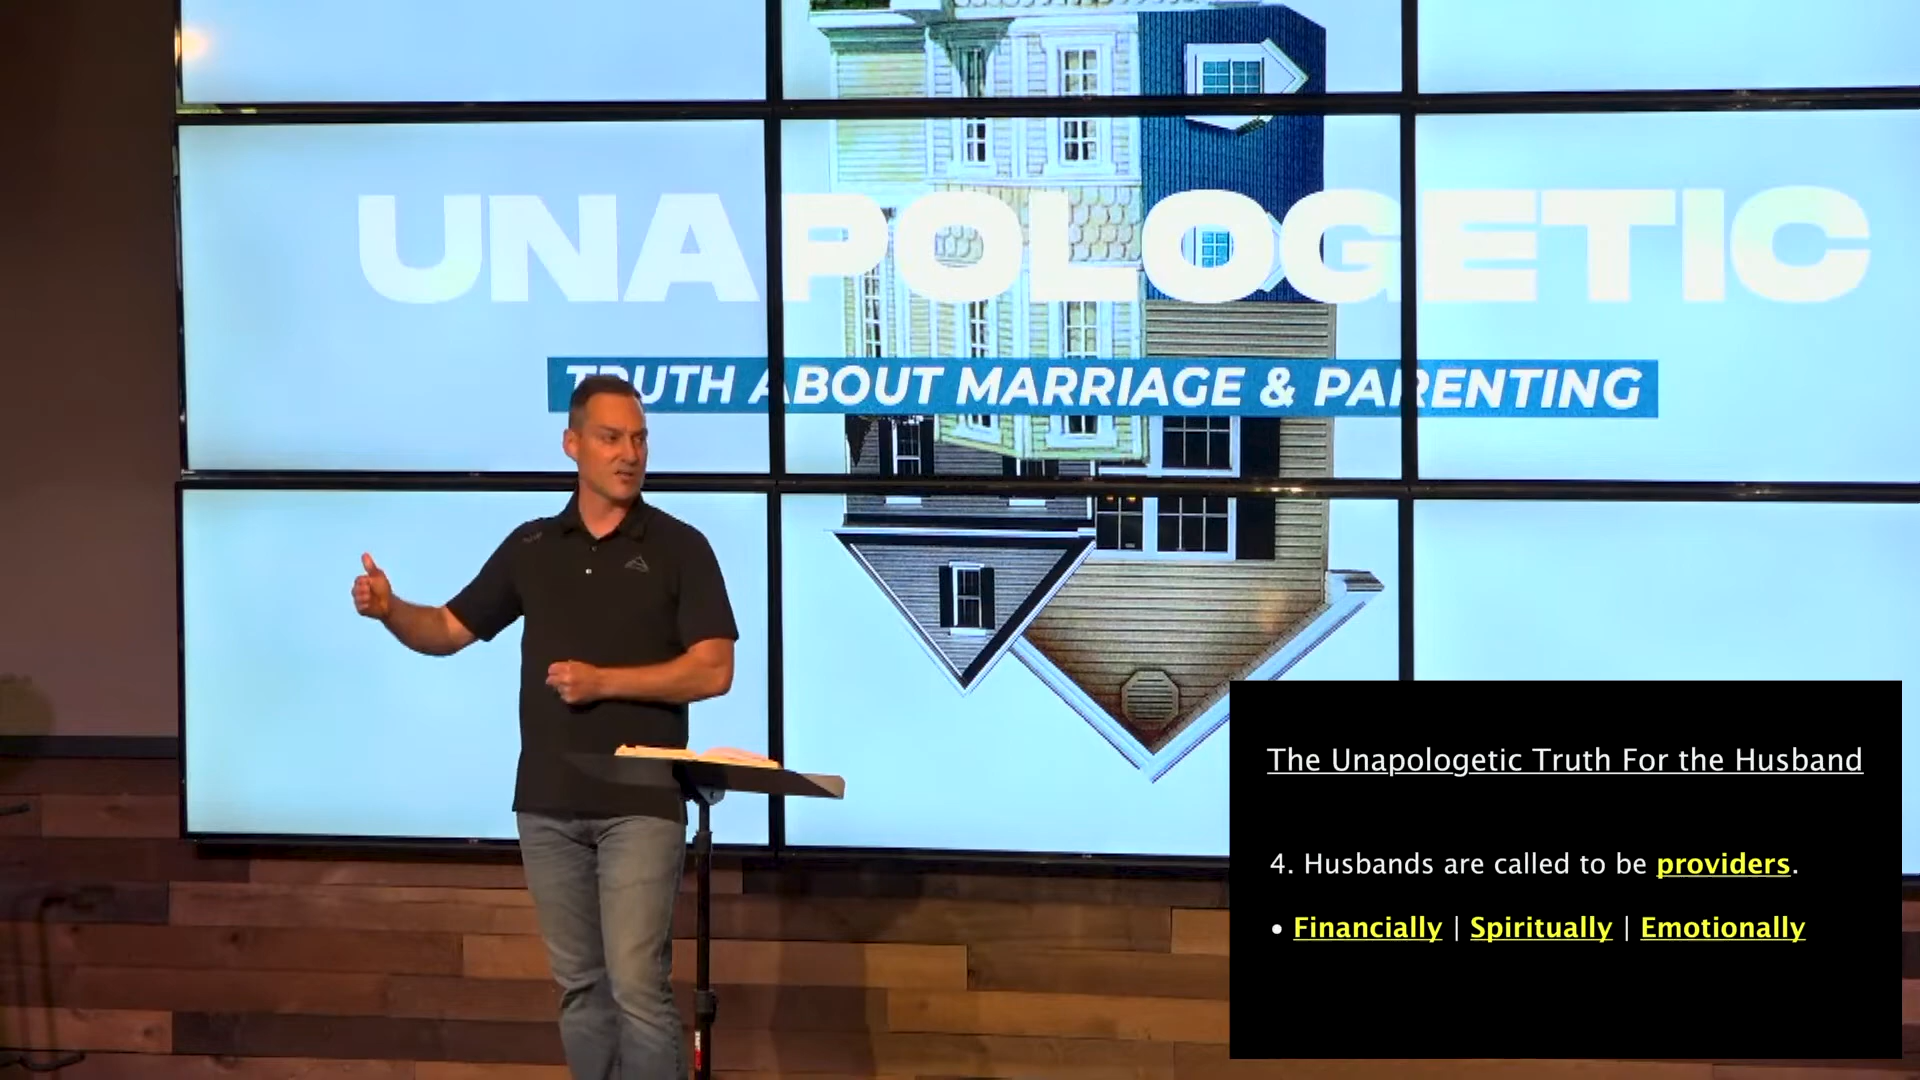 UNAPOLOGETIC
TRUTH ABOUT MARRIAGE & PARENTING
The Unapologetic Truth For the Husband
4. Husbands are called to be providers.
• Financially | Spiritually | Emotionally